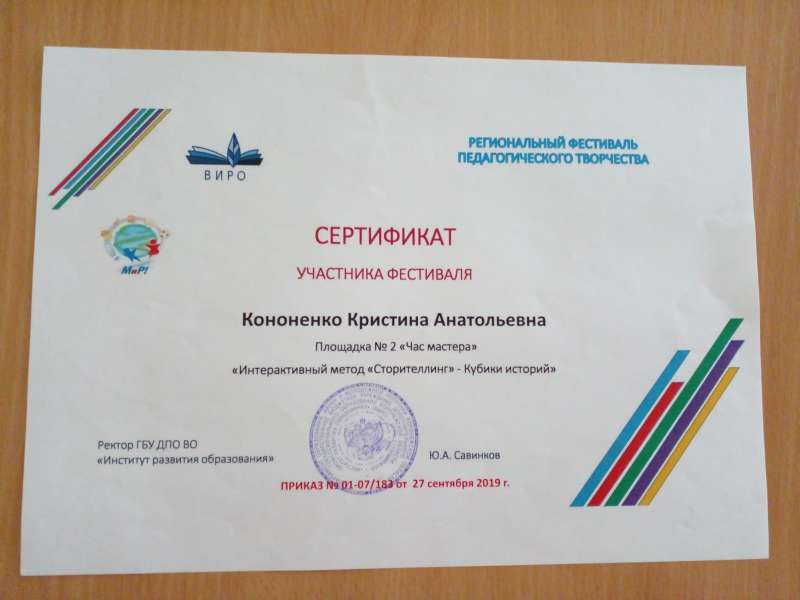 ВИРО
РЕГИОНАЛЬНЫЙ ФЕСТИВАЛЬ
ПЕДАГОГИЧЕСКОГО ТВОРЧЕСТВА
МиР!
СЕРТИФИКАТ
УЧАСТНИКА ФЕСТИВАЛЯ
Кононенко Кристина Анатольевна
Площадка № 2 «Час мастера»
«Интерактивный метод «Сторителлинг» - Кубики историй»
Ректор ГБУ ДПО ВО
«Институт развития образования»
Ю.А. Савинков
ПРИКАЗ № 01-07/183 от 27 сентября 2019 г.